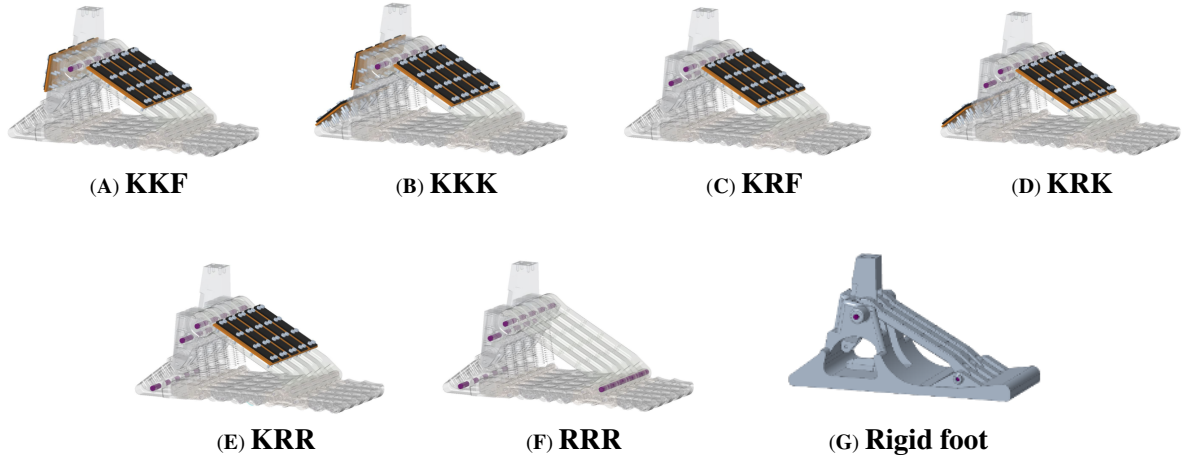 (A) KKF
(B) KKK
(C) KRF
(D) KRK
(E) KRR
(F) RRR
(G) Rigid foot